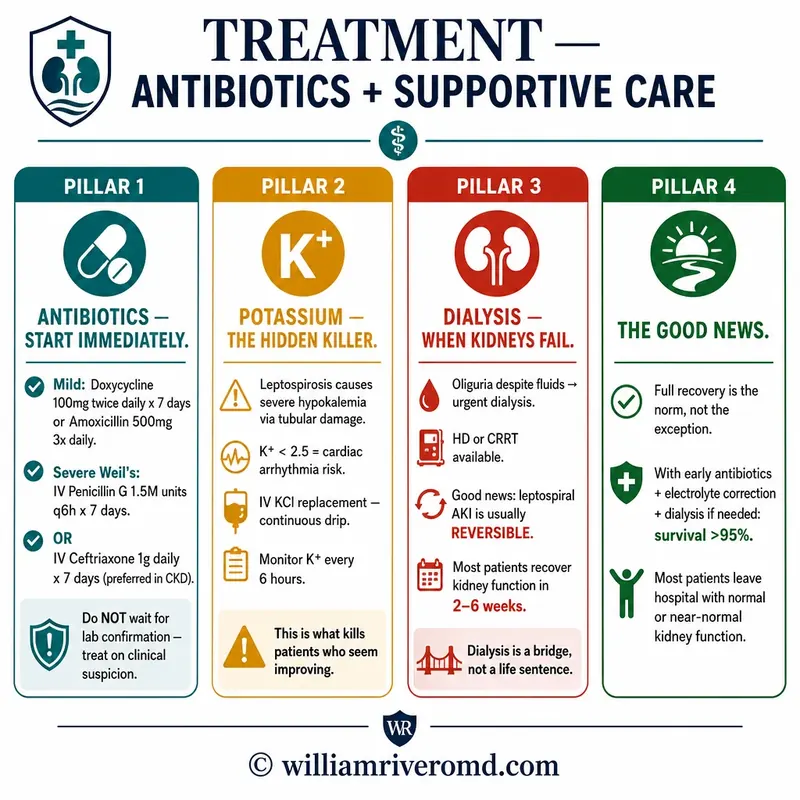 TREATMENT —
ANTIBIOTICS + SUPPORTIVE CARE
PILLAR 1
ANTIBIOTICS —
START IMMEDIATELY.
Mild: Doxycycline
100mg twice daily x 7 days
or Amoxicillin 500mg
3x daily.
Severe Weil's:
IV Penicillin G 1.5M units
q6h x 7 days.
OR
IV Ceftriaxone 1g daily
x 7 days (preferred in CKD).
Do NOT wait for
lab confirmation —
treat on clinical
suspicion.
PILLAR 2
K+
POTASSIUM —
THE HIDDEN KILLER.
Leptospirosis causes
severe hypokalemia
via tubular damage.
K+ < 2.5 = cardiac
arrhythmia risk.
IV KCl replacement —
continuous drip.
Monitor K+ every
6 hours.
This is what kills
patients who seem
improving.
PILLAR 3
DIALYSIS —
WHEN KIDNEYS FAIL.
Oliguria despite fluids →
urgent dialysis.
HD or CRRT
available.
Good news: leptospiral
AKI is usually
REVERSIBLE.
Most patients recover
kidney function in
2–6 weeks.
Dialysis is a bridge,
not a life sentence.
PILLAR 4
THE GOOD NEWS.
Full recovery is the
norm, not the
exception.
With early antibiotics
+ electrolyte correction
+ dialysis if needed:
survival >95%.
Most patients leave
hospital with normal
or near-normal
kidney function.
WR
© williamriveromd.com